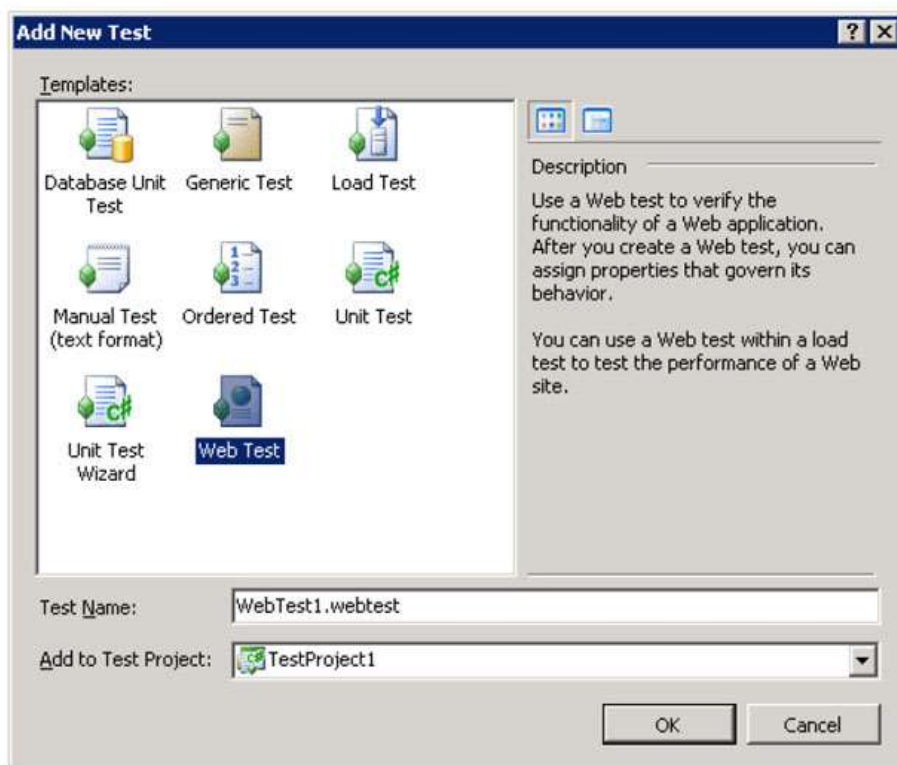 Add New Test
Templates:
Database Unit
Test
Generic Test
Load Test
Manual Test
(text format)
Ordered Test
Unit Test
Unit Test
Wizard
Web Test
Description
Use a Web test to verify the
functionality of a Web application.
After you create a Web test, you can
assign properties that govern its
behavior.
You can use a Web test within a load
test to test the performance of a Web
site.
Test Name:
WebTest1.webtest
Add to Test Project:
TestProject1
OK
Cancel